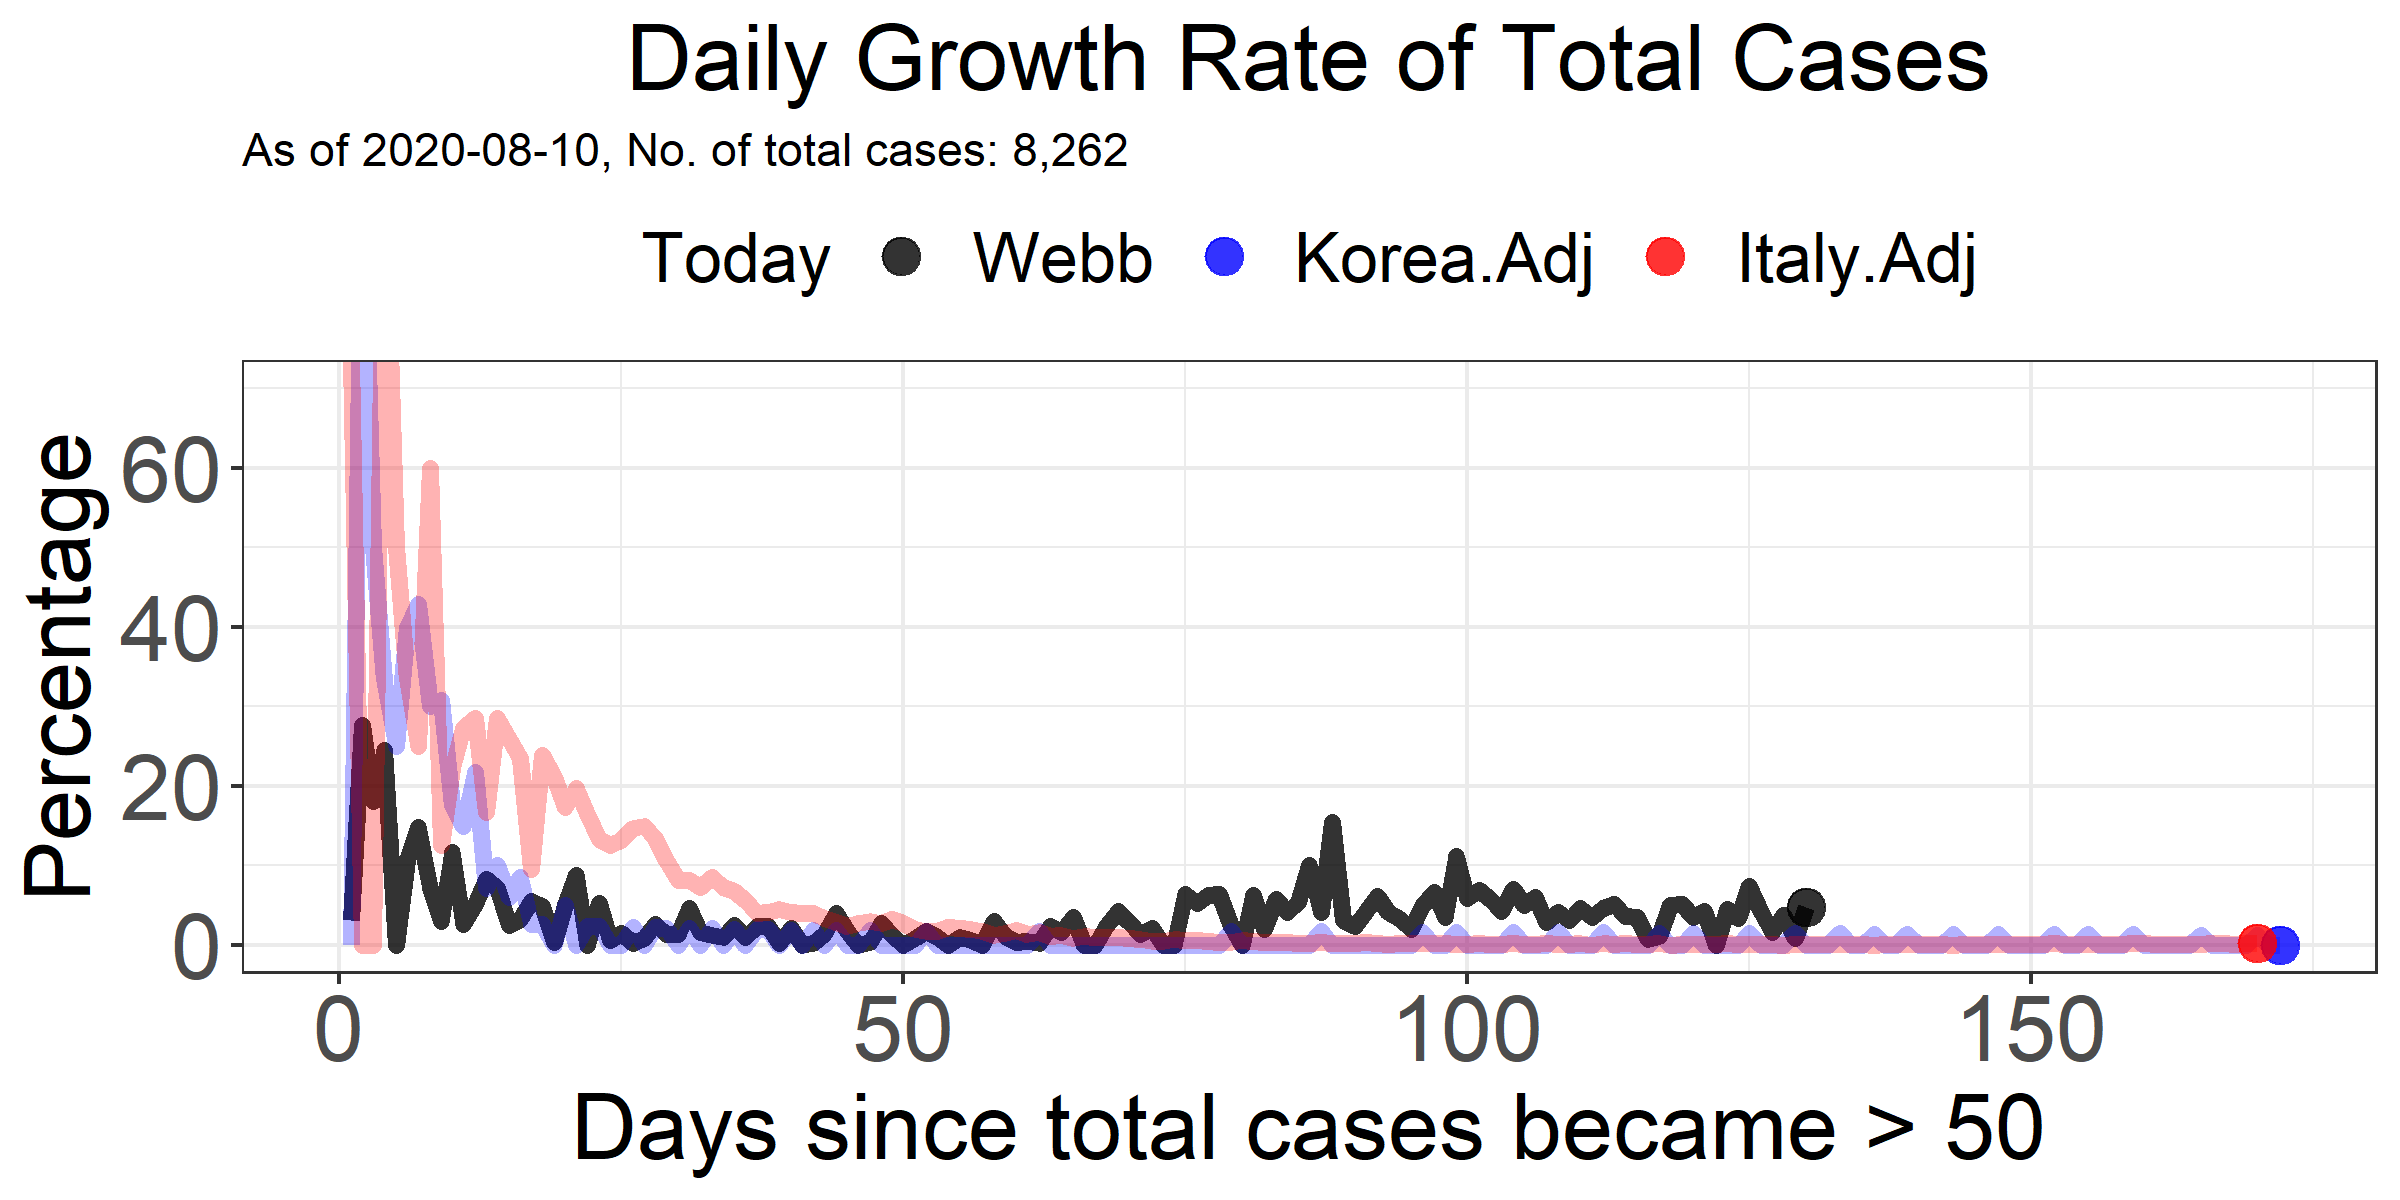 Daily Growth Rate of Total Cases
As of 2020-08-10, No. of total cases: 8,262
Today Webb Korea.Adj Italy.Adj
Percentage
60
40
20
0
0 50 100 150
Days since total cases became > 50